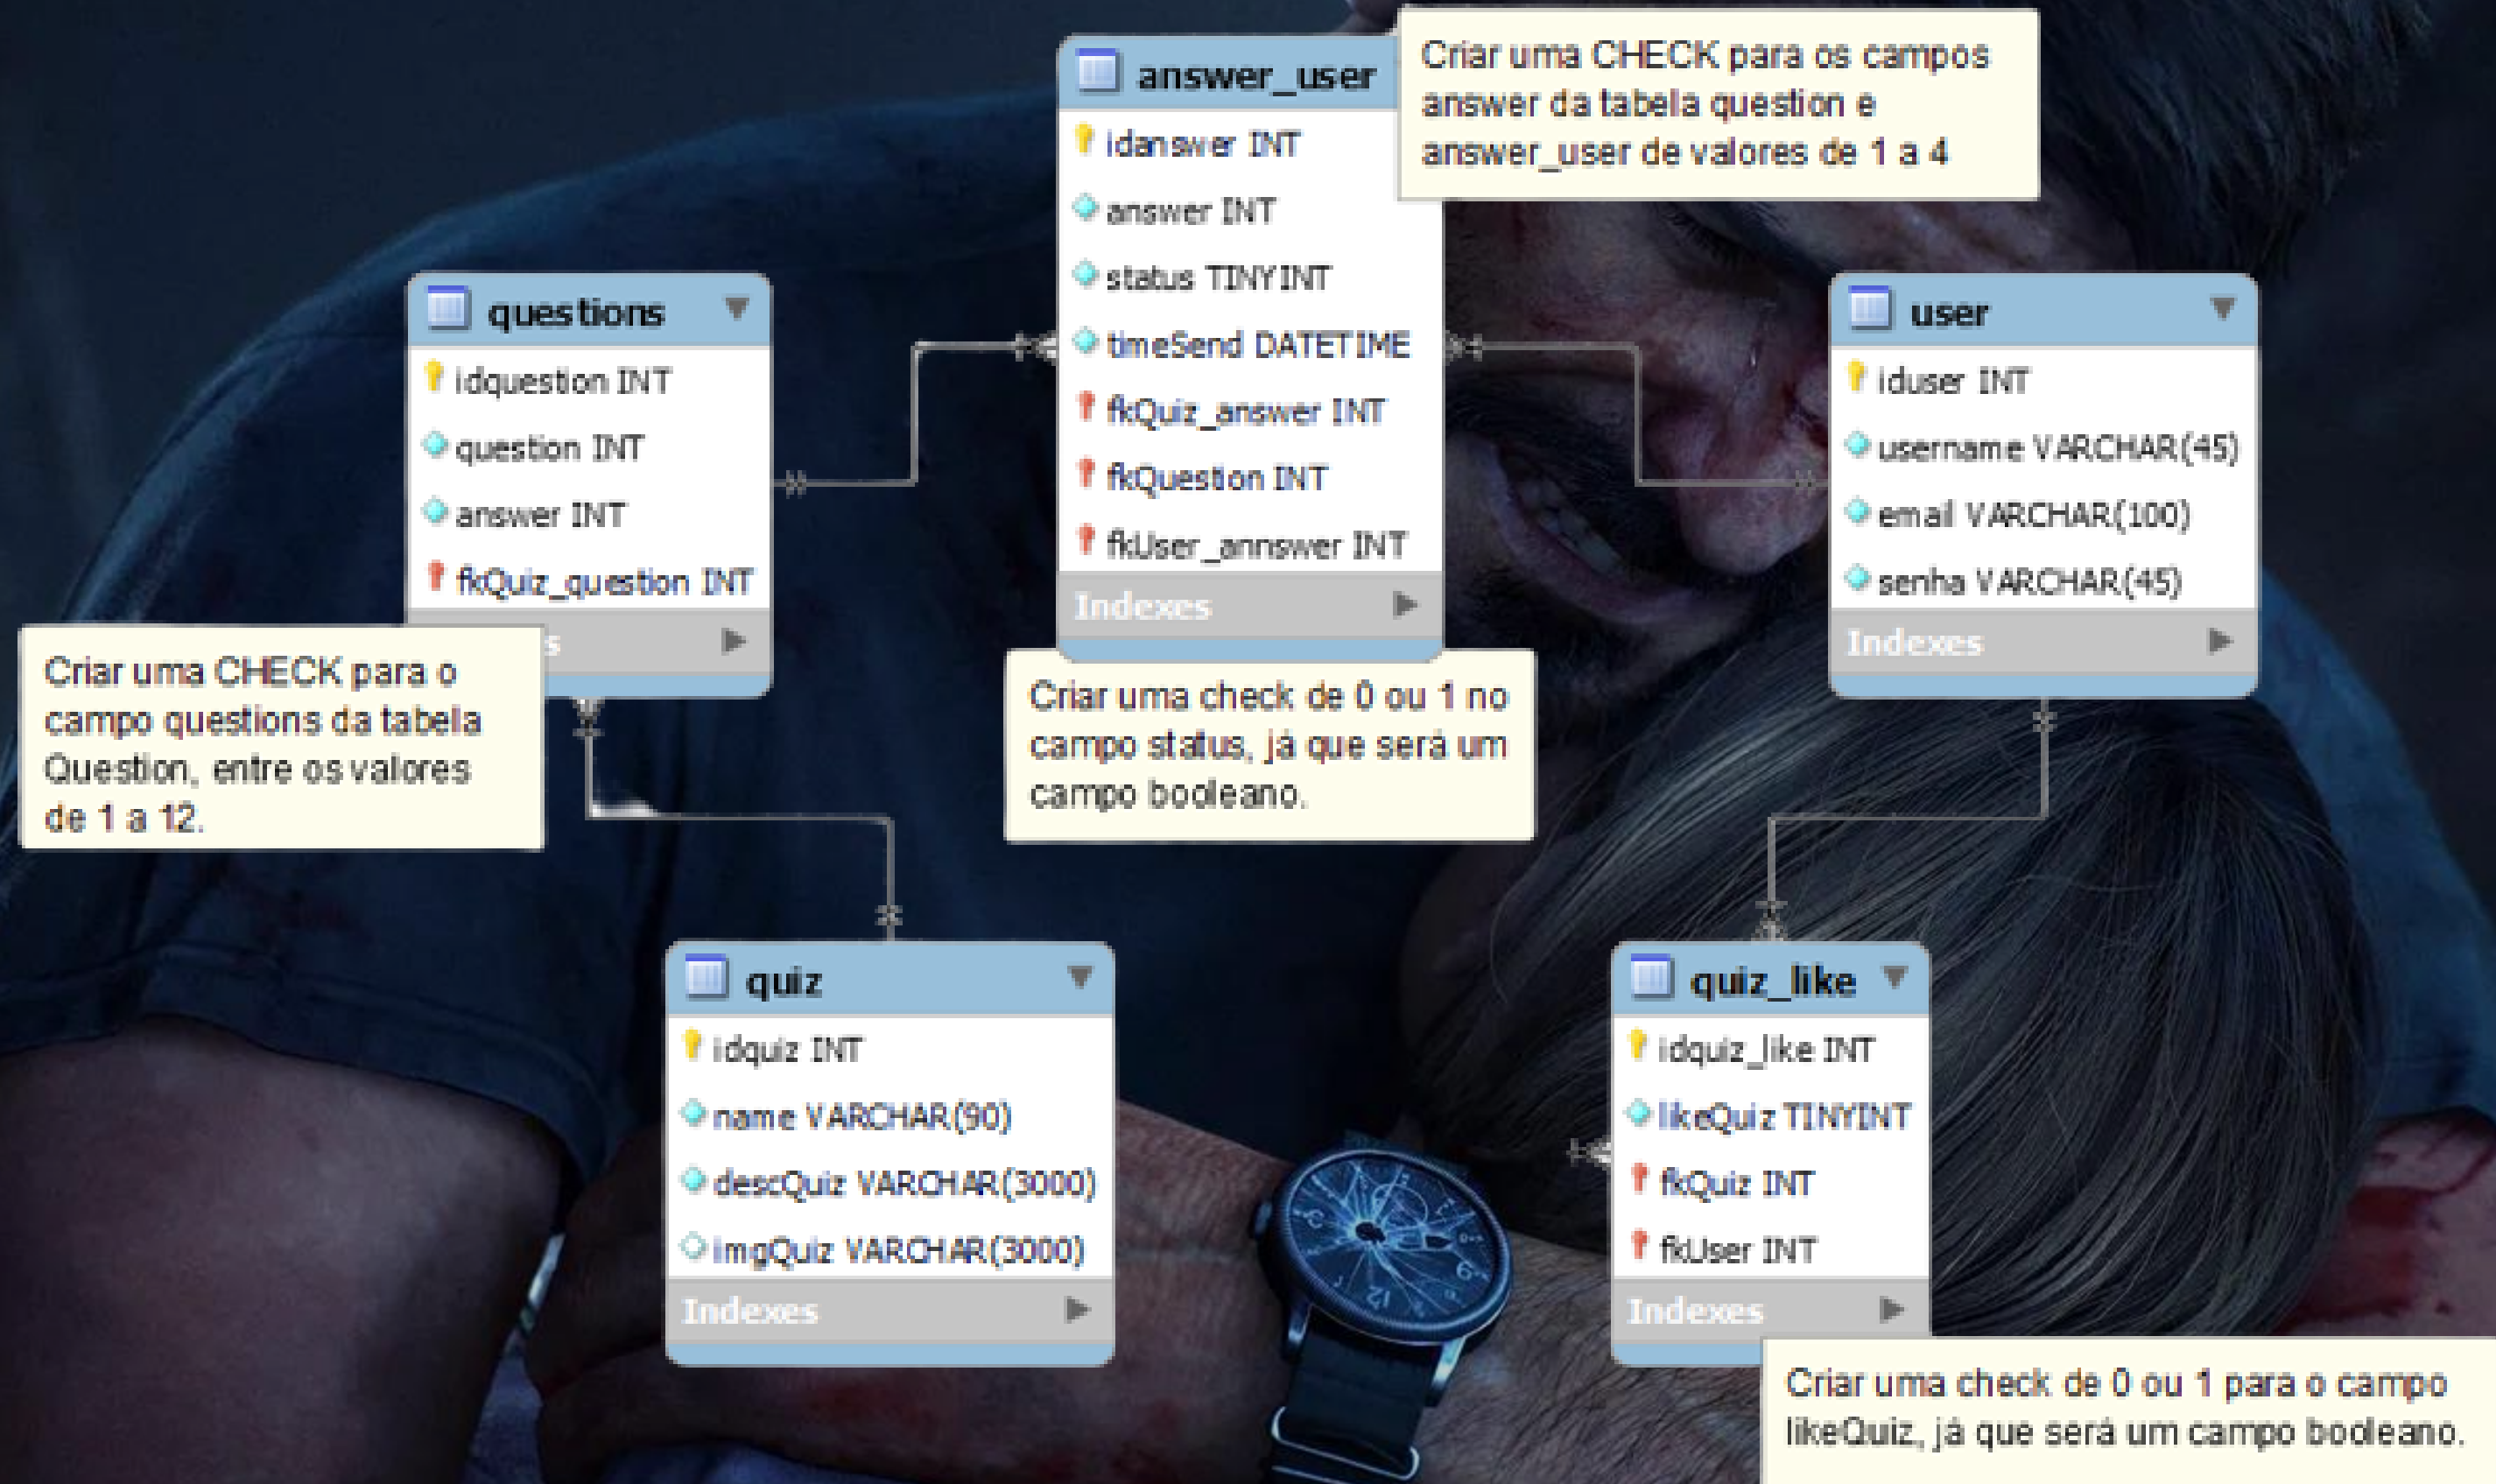 answer_user
idanswer INT
answer INT
status TINYINT
timeSend DATETIME
fkQuiz_answer INT
fkQuestion INT
fkUser_annswer INT
Indexes
Criar uma CHECK para os campos
answer da tabela question e
answer_user de valores de 1 a 4
questions
idquestion INT
question INT
answer INT
fkQuiz_question INT
s
user
iduser INT
username VARCHAR(45)
email VARCHAR(100)
senha VARCHAR(45)
Indexes
Criar uma CHECK para o
campo questions da tabela
Question, entre os valores
de 1 a 12.
Criar uma check de 0 ou 1 no
campo status, já que será um
campo booleano.
quiz
idquiz INT
name VARCHAR(90)
descQuiz VARCHAR(3000)
imgQuiz VARCHAR(3000)
Indexes
quiz_like
idquiz_like INT
likeQuiz TINYINT
fkQuiz INT
fkUser INT
Indexes
Criar uma check de 0 ou 1 para o campo
likeQuiz, já que será um campo booleano.